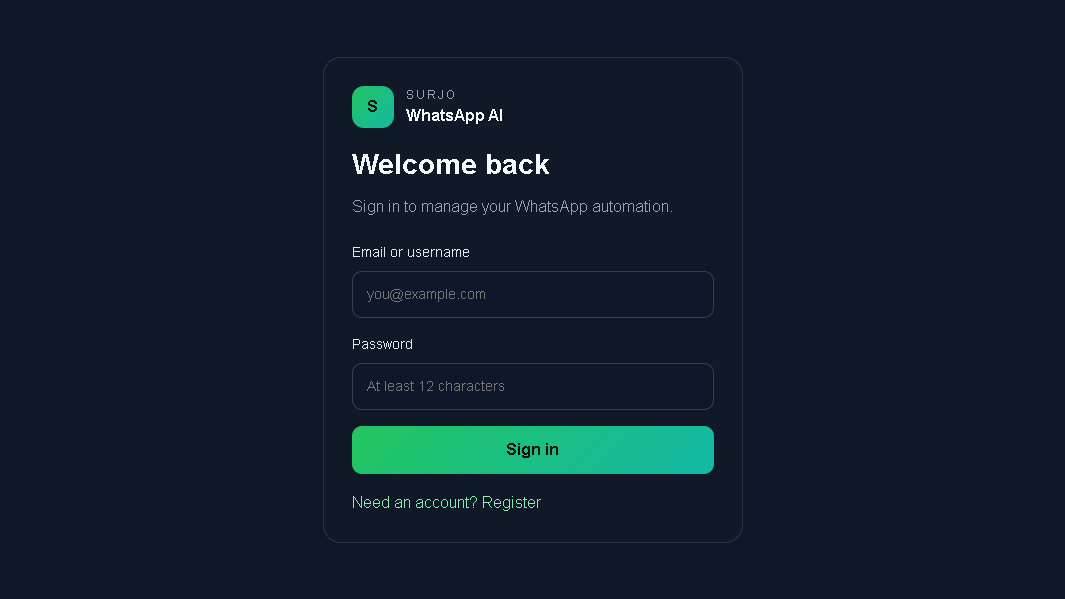 S
SURJO
WhatsApp AI
Welcome back
Sign in to manage your WhatsApp automation.
Email or username
you@example.com
Password
At least 12 characters
Sign in
Need an account? Register